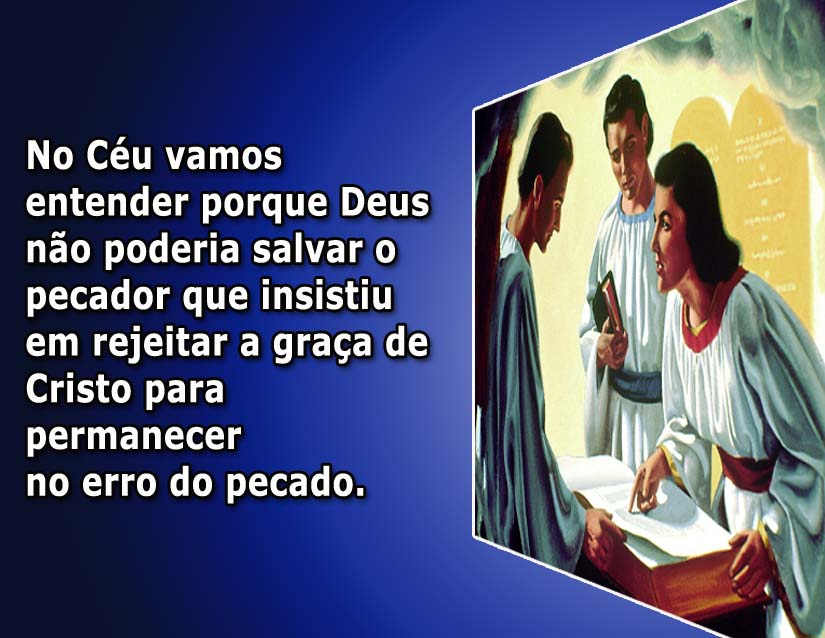 No Céu vamos
entender porque Deus
não poderia salvar o
pecador que insistiu
em rejeitar a graça de
Cristo para
permanecer
no erro do pecado.